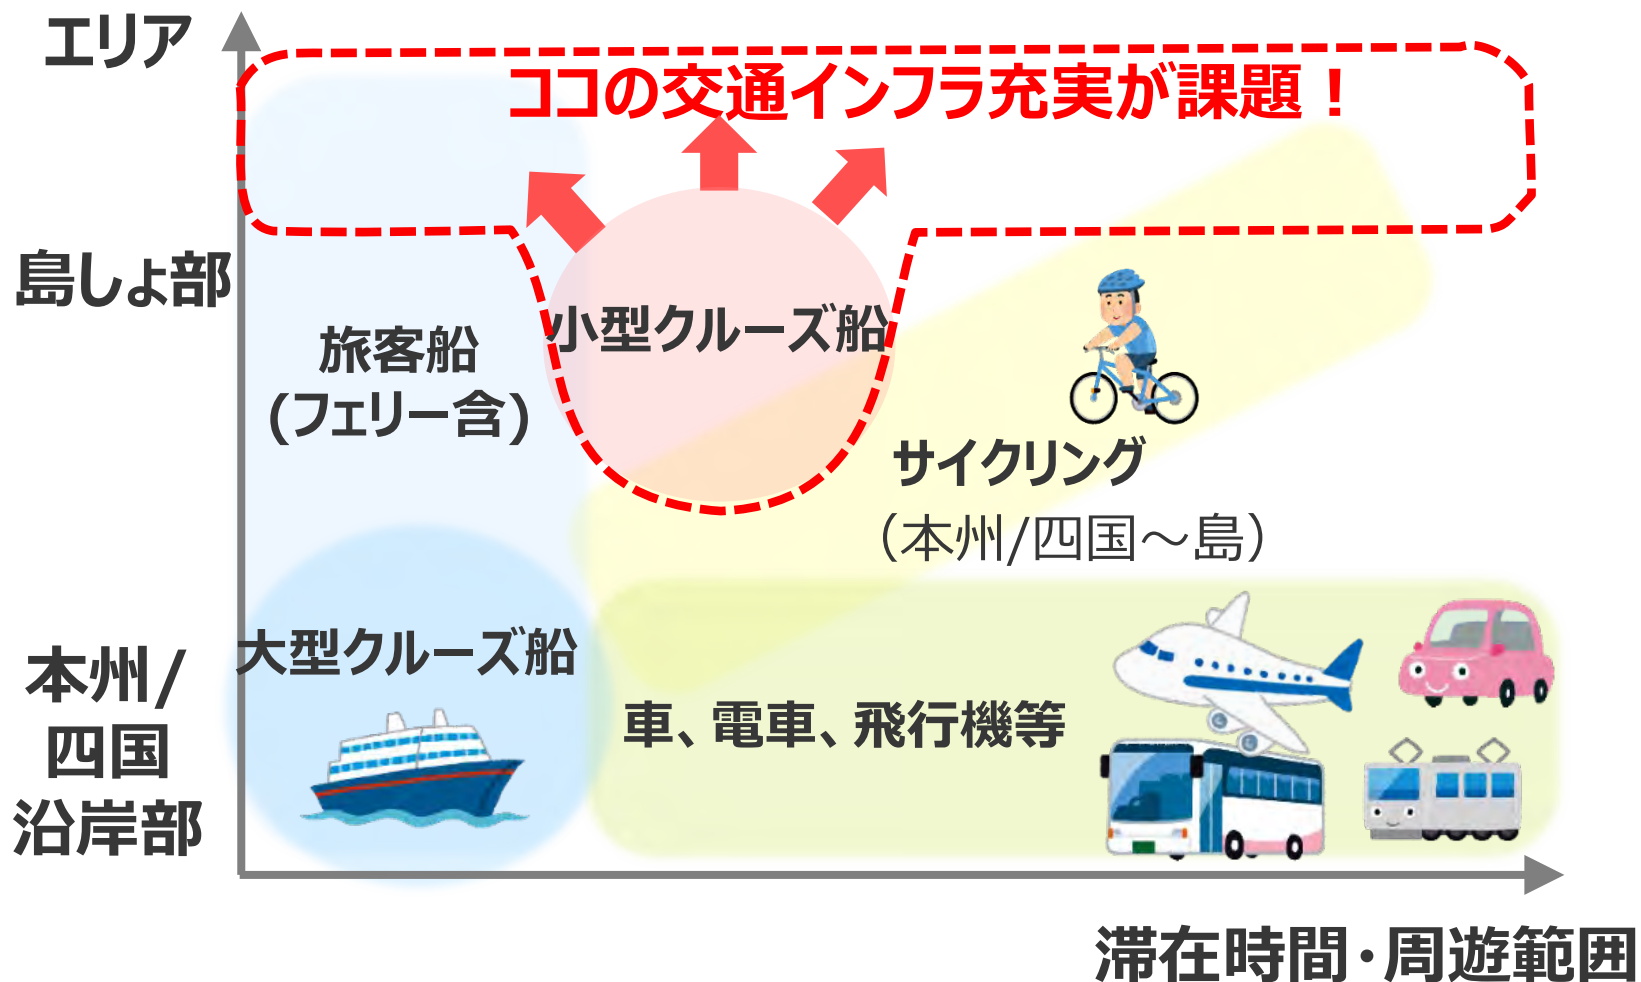 エリア
ココの交通インフラ充実が課題！
島しょ部
旅客船
(フェリー含)
小型クルーズ船
サイクリング
（本州/四国～島）
本州/
四国
沿岸部
大型クルーズ船
車、電車、飛行機等
滞在時間・周遊範囲